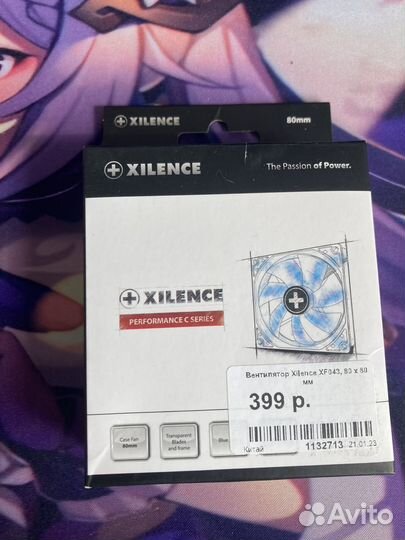 XILENCE
80mm
XILENCE
The Passion of Power.
XILENCE
PERFORMANCE C SERIES
Вентилятор Xilence XF043, 80 x 80
мм
399 р.
Китай
1132713
21.01.23
Case Fan
80mm
Transparent
Blades
and frame
Blue
Avito